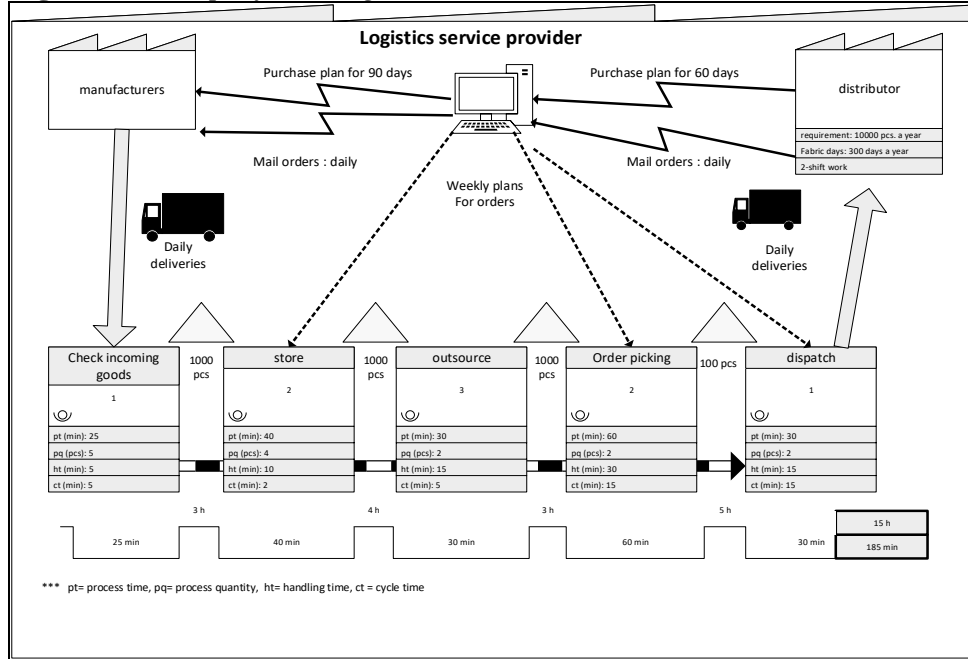 Logistics service provider
manufacturers
Purchase plan for 90 days
Purchase plan for 60 days
distributor
requirement: 10000 pcs. a year
Fabric days: 300 days a year
2-shift work
Mail orders : daily
Mail orders : daily
Weekly plans
For orders
Daily
deliveries
Daily
deliveries
Check incoming
goods
1
pt (min): 25
pq (pcs): 5
ht (min): 5
ct (min): 5
1000
pcs
store
2
pt (min): 40
pq (pcs): 4
ht (min): 10
ct (min): 2
1000
pcs
outsource
3
pt (min): 30
pq (pcs): 2
ht (min): 15
ct (min): 5
1000
pcs
Order picking
2
pt (min): 60
pq (pcs): 2
ht (min): 30
ct (min): 15
100 pcs
dispatch
1
pt (min): 30
pq (pcs): 2
ht (min): 15
ct (min): 15
3 h
4 h
3 h
5 h
15 h
25 min
40 min
30 min
60 min
30 min
185 min
*** pt= process time, pq= process quantity, ht= handling time, ct = cycle time